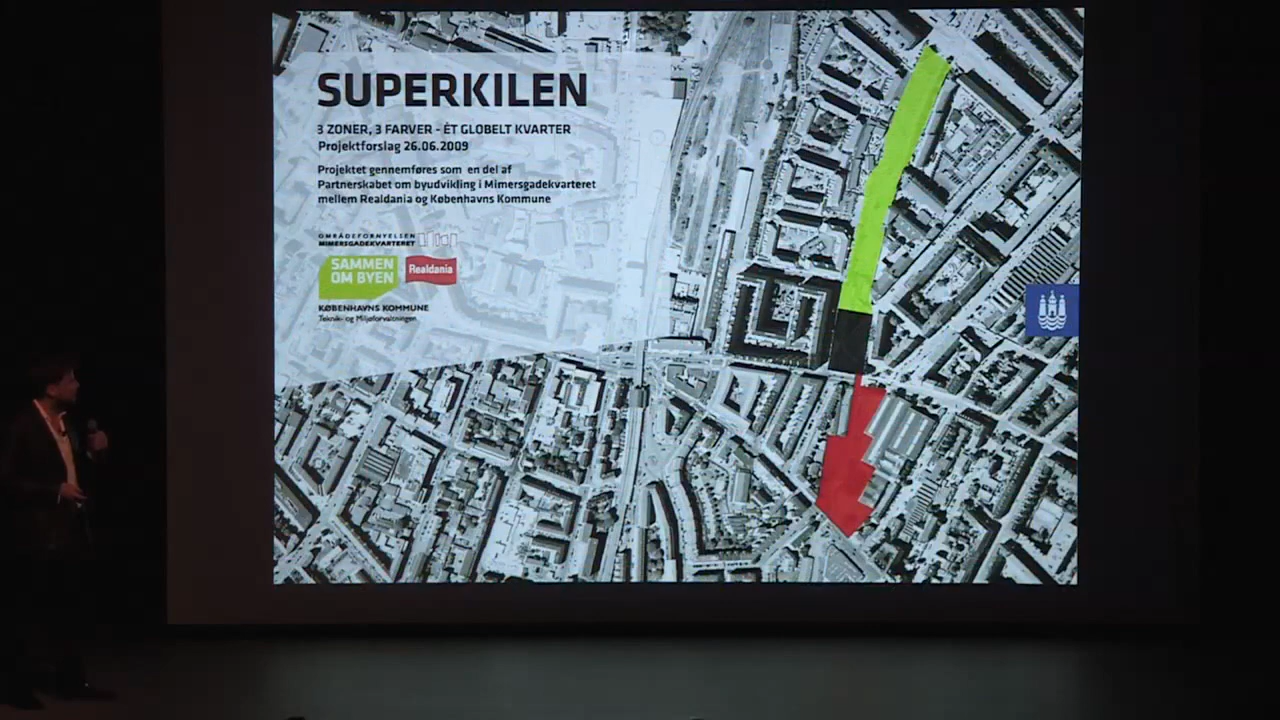 SUPERKILEN
3 ZONER, 3 FARVER - ÈT GLOBELT KVARTER
Projektforslag 26.06.2009
Projektet gennemføres som en del af
Partnerskabet om byudvikling i Mimersgadekvarteret
mellem Realdania og Københavns Kommune
OMRÅDEFORNYELSEN
MIMERSGADEKVARTERET
SAMMEN
OM BYEN
Realdania
KØBENHAVNS KOMMUNE
Teknik- og Miljøforvaltningen